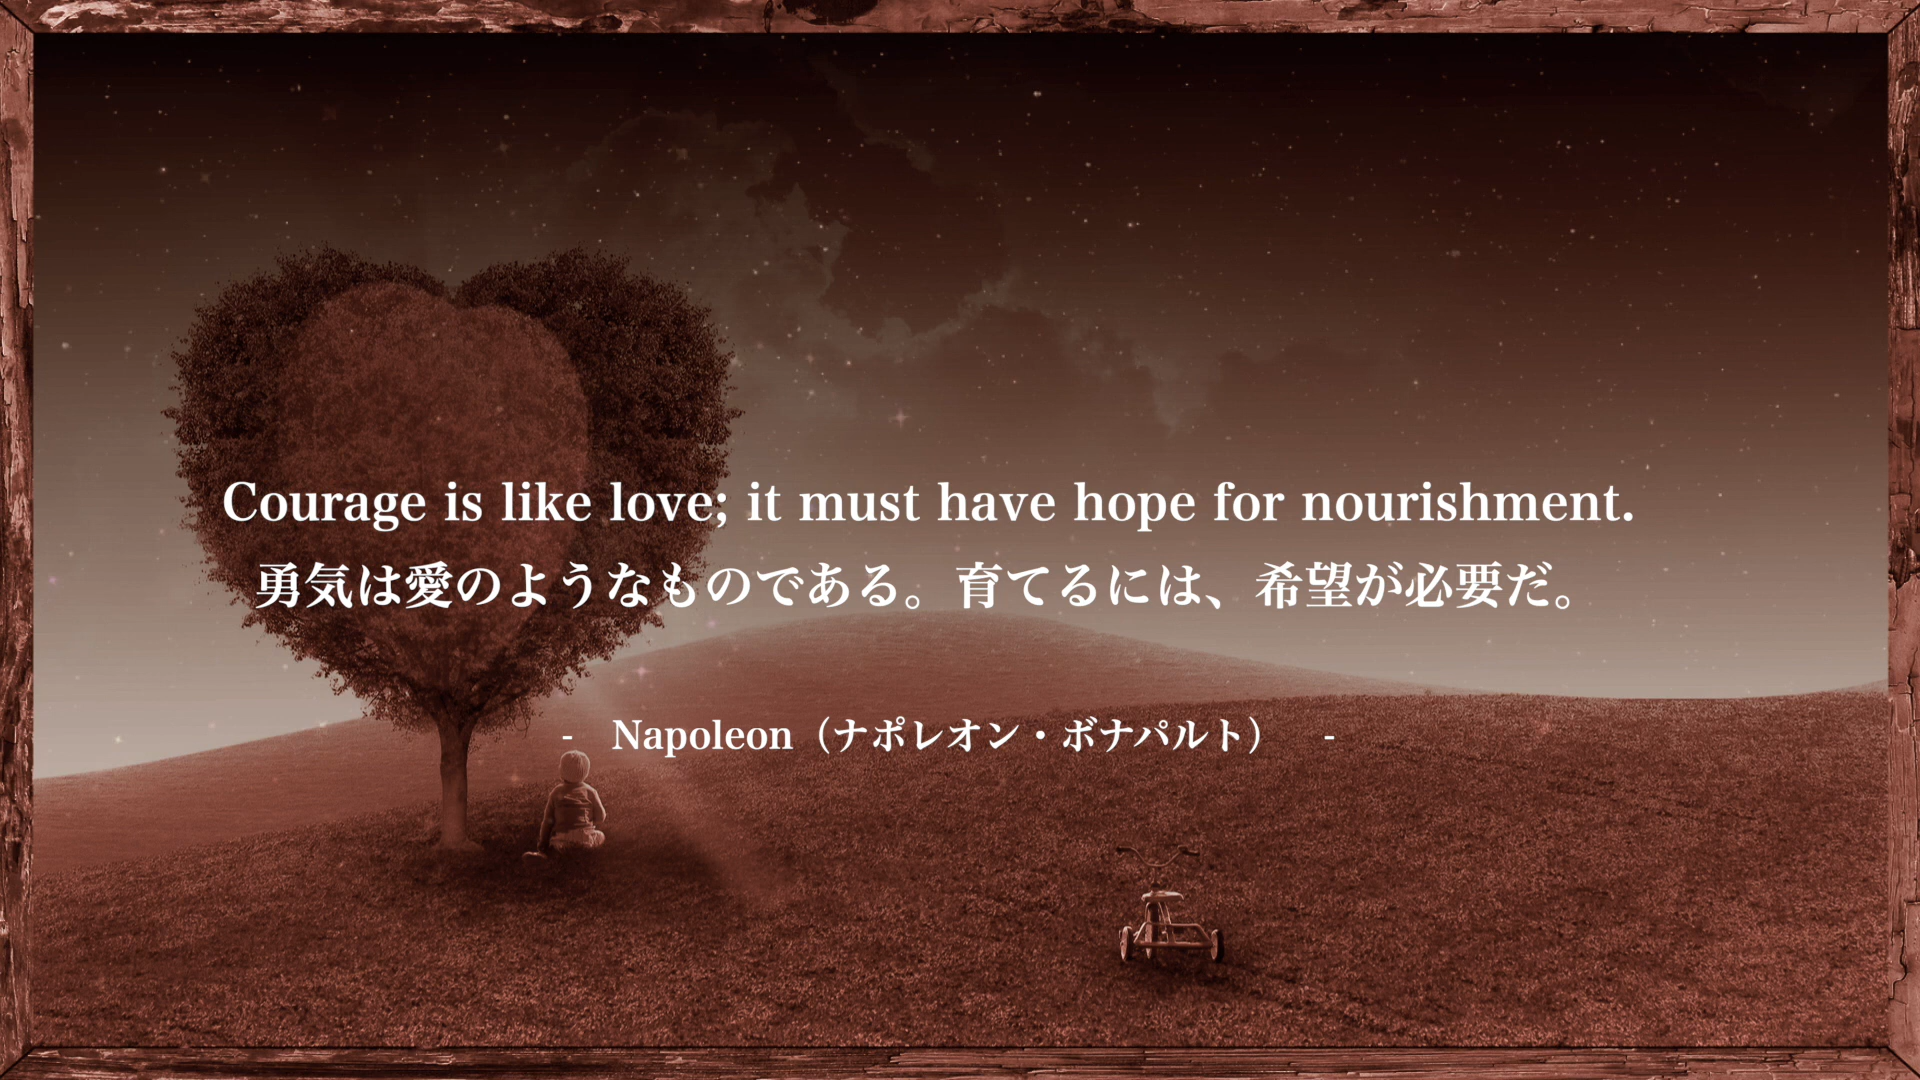 Courage is like love; it must have hope for nourishment.
勇気は愛のようなものである。育てるには、希望が必要だ。
-　Napoleon（ナポレオン・ボナパルト）　-